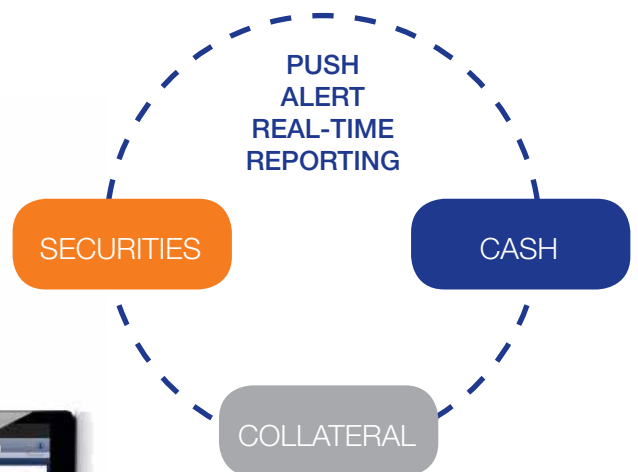 PUSH
ALERT
REAL-TIME
REPORTING
SECURITIES
CASH
COLLATERAL